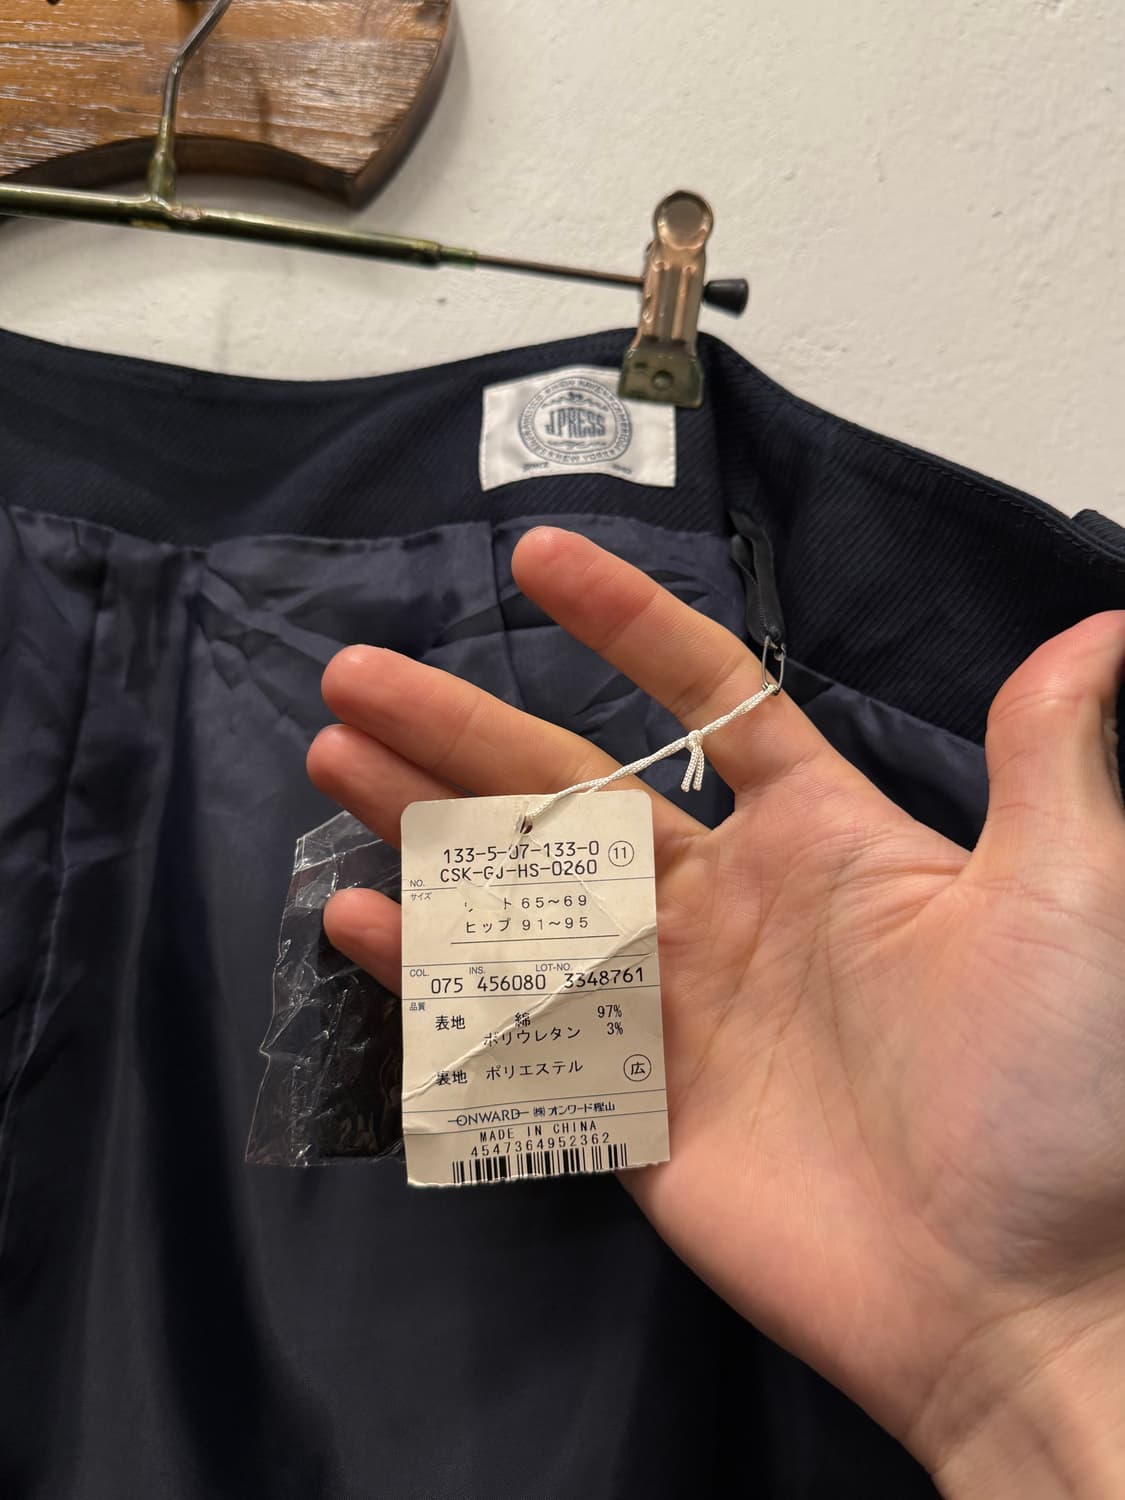 J.PRESS
NEW YORK
133-5-07-133-0 11
NO. CSK-GJ-HS-0260
サイズ
ト 65~69
ヒップ 91~95
COL. 075 INS. 456080 LOT-NO. 3348761
品質
表地 綿 97%
ポリウレタン 3%
裏地 ポリエステル 広
ONWARD ㈱オンワード樫山
MADE IN CHINA
4547364952362